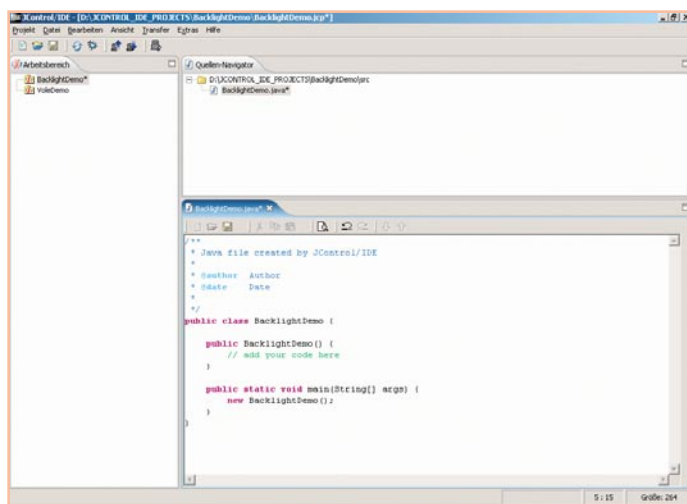 JControl/IDE - [D:\JCONTROL_IDE_PROJECTS\BacklightDemo\BacklightDemo.jcp*]
Projekt Datei Bearbeiten Ansicht Transfer Extras Hilfe
Arbeitsbereich
BacklightDemo*
VoleDemo
Quellen-Navigator
D:\JCONTROL_IDE_PROJECTS\BacklightDemo\src
BacklightDemo.java*
BacklightDemo.java*
/**
* Java file created by JControl/IDE
*
* @author Author
* @date Date
*
*/
public class BacklightDemo {
public BacklightDemo() {
// add your code here
}
public static void main(String[] args) {
new BacklightDemo();
}
}
5 : 15 Größe: 264